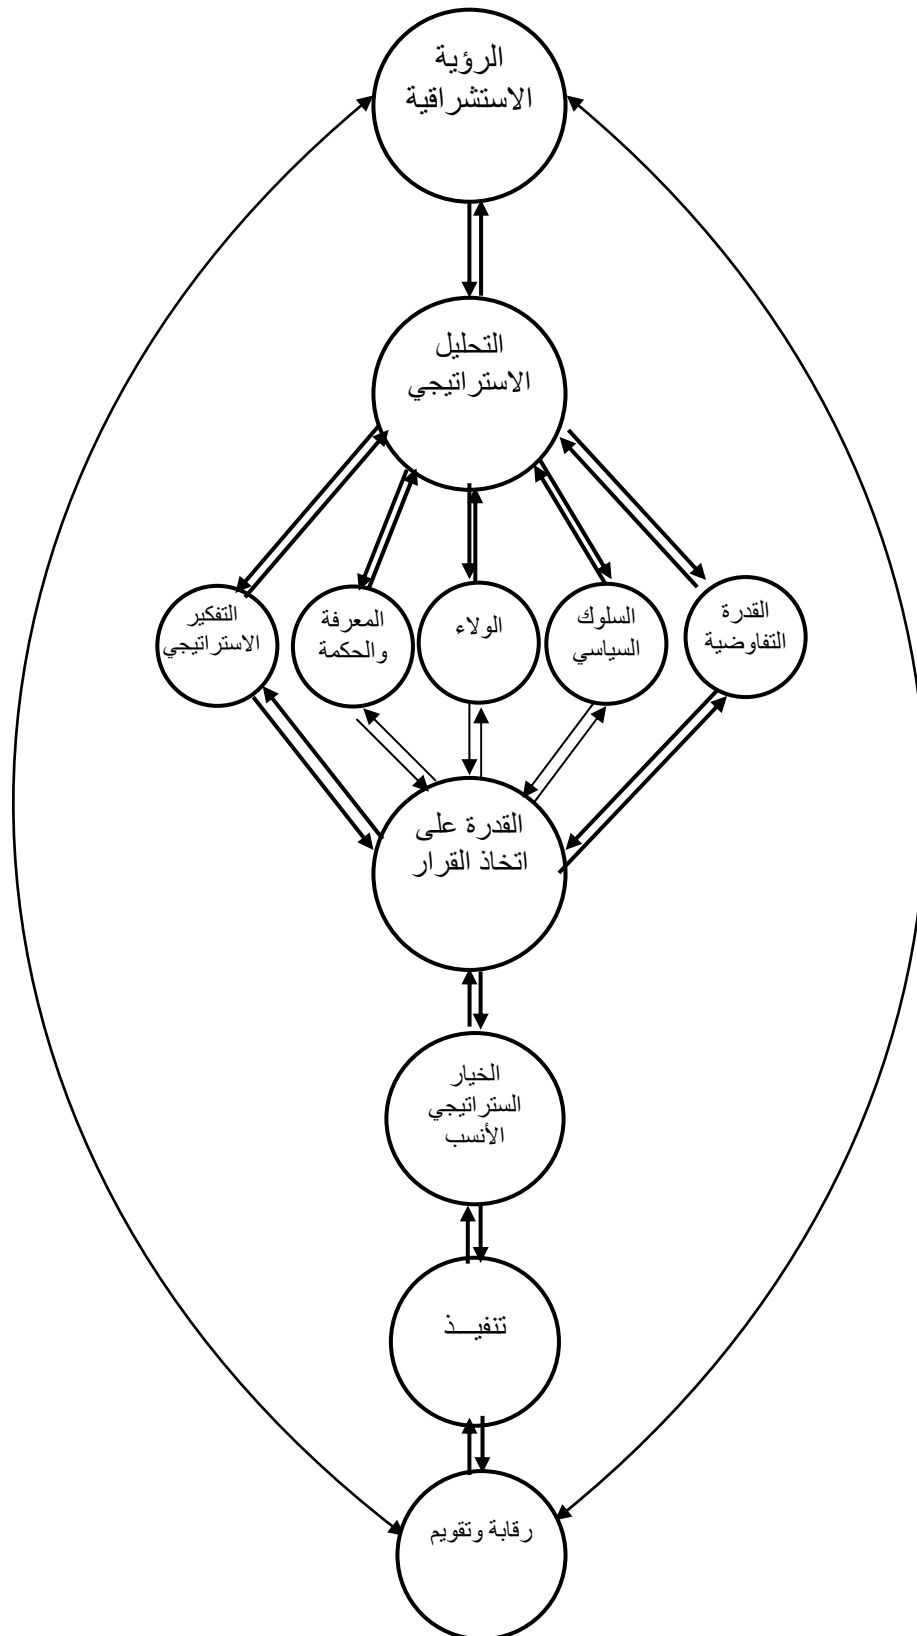 الرؤية
الاستشراقية
التحليل
الاستراتيجي
القدرة
التفاوضية
السلوك
السياسي
الولاء
المعرفة
والحكمة
التفكير
الاستراتيجي
القدرة على
اتخاذ القرار
الخيار
الستراتيجي
الأنسب
تنفيـــذ
رقابة وتقويم